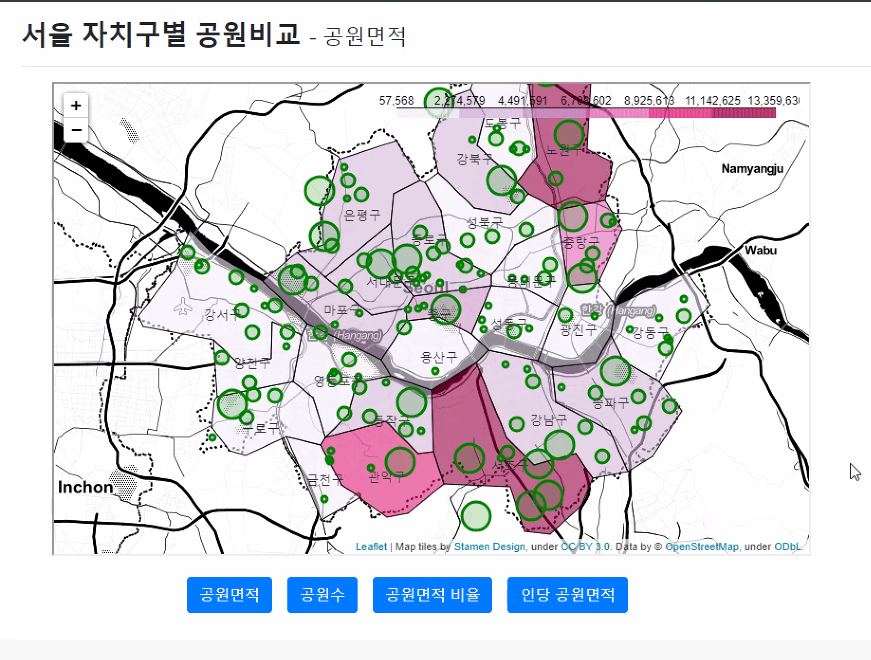 서울 자치구별 공원비교 - 공원면적
+
−
57,568 2,274,579 4,491,591 6,708,602 8,925,613 11,142,625 13,359,63
도봉구
노원구
강북구
Namyangju
은평구
성북구
종로구
중랑구
Wabu
서대문구
Seoul
동대문구
마포구
중구
강서구
성동구
광진구
한강 (Hangang)
강동구
(Hangang)
양천구
용산구
영등포구
송파구
동작구
강남구
구로구
서초구
금천구
관악구
Inchon
Leaflet | Map tiles by Stamen Design, under CC BY 3.0. Data by © OpenStreetMap, under ODbL.
공원면적
공원수
공원면적 비율
인당 공원면적